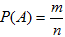 P(A) = m/n